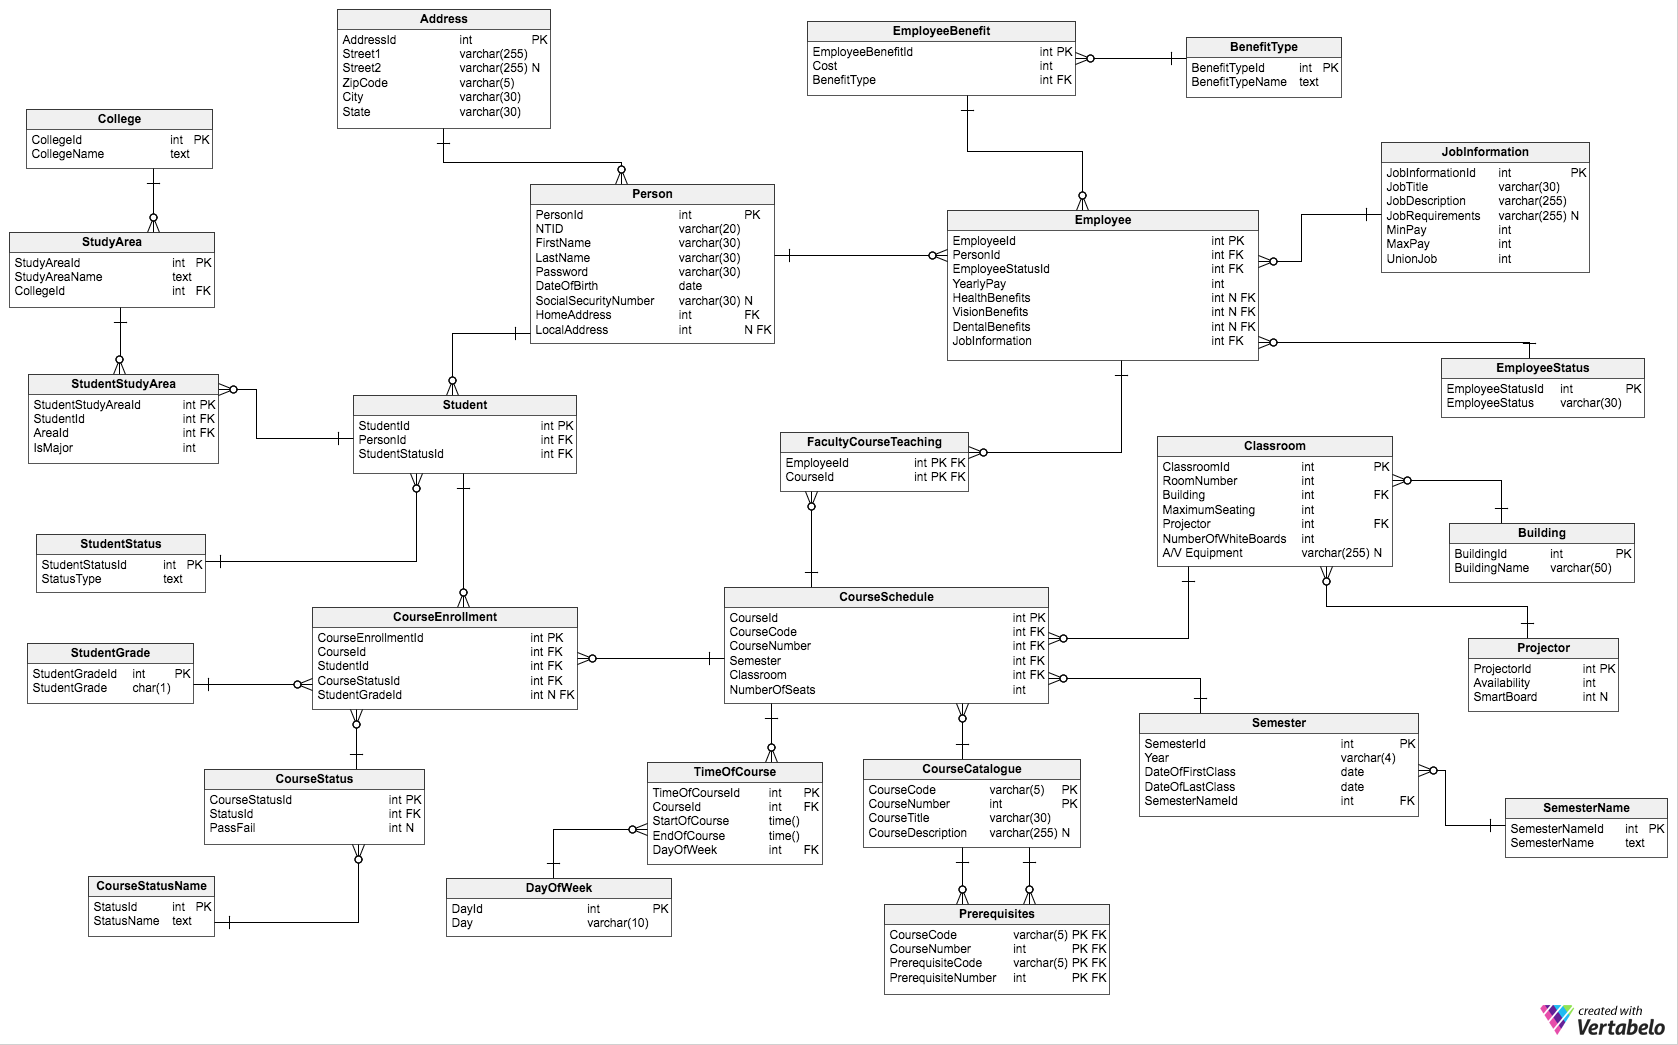 Address
AddressId int PK
Street1 varchar(255)
Street2 varchar(255) N
ZipCode varchar(5)
City varchar(30)
State varchar(30)
EmployeeBenefit
EmployeeBenefitId int PK
Cost int
BenefitType int FK
BenefitType
BenefitTypeId int PK
BenefitTypeName text
College
CollegeId int PK
CollegeName text
JobInformation
JobInformationId int PK
JobTitle varchar(30)
JobDescription varchar(255)
JobRequirements varchar(255) N
MinPay int
MaxPay int
UnionJob int
Person
PersonId int PK
NTID varchar(20)
FirstName varchar(30)
LastName varchar(30)
Password varchar(30)
DateOfBirth date
SocialSecurityNumber varchar(30) N
HomeAddress int FK
LocalAddress int N FK
Employee
EmployeeId int PK
PersonId int FK
EmployeeStatusId int FK
YearlyPay int
HealthBenefits int N FK
VisionBenefits int N FK
DentalBenefits int N FK
JobInformation int FK
StudyArea
StudyAreaId int PK
StudyAreaName text
CollegeId int FK
EmployeeStatus
EmployeeStatusId int PK
EmployeeStatus varchar(30)
StudentStudyArea
StudentStudyAreaId int PK
StudentId int FK
AreaId int FK
IsMajor int
Student
StudentId int PK
PersonId int FK
StudentStatusId int FK
FacultyCourseTeaching
EmployeeId int PK FK
CourseId int PK FK
Classroom
ClassroomId int PK
RoomNumber int
Building int FK
MaximumSeating int
Projector int FK
NumberOfWhiteBoards int
A/V Equipment varchar(255) N
Building
BuildingId int PK
BuildingName varchar(50)
StudentStatus
StudentStatusId int PK
StatusType text
CourseEnrollment
CourseEnrollmentId int PK
CourseId int FK
StudentId int FK
CourseStatusId int FK
StudentGradeId int N FK
CourseSchedule
CourseId int PK
CourseCode int FK
CourseNumber int FK
Semester int FK
Classroom int FK
NumberOfSeats int
StudentGrade
StudentGradeId int PK
StudentGrade char(1)
Projector
ProjectorId int PK
Availability int
SmartBoard int N
Semester
SemesterId int PK
Year varchar(4)
DateOfFirstClass date
DateOfLastClass date
SemesterNameId int FK
CourseStatus
CourseStatusId int PK
StatusId int FK
PassFail int N
TimeOfCourse
TimeOfCourseId int PK
CourseId int FK
StartOfCourse time()
EndOfCourse time()
DayOfWeek int FK
CourseCatalogue
CourseCode varchar(5) PK
CourseNumber int PK
CourseTitle varchar(30)
CourseDescription varchar(255) N
SemesterName
SemesterNameId int PK
SemesterName text
CourseStatusName
StatusId int PK
StatusName text
DayOfWeek
DayId int PK
Day varchar(10)
Prerequisites
CourseCode varchar(5) PK FK
CourseNumber int PK FK
PrerequisiteCode varchar(5) PK FK
PrerequisiteNumber int PK FK
created with
Vertabelo